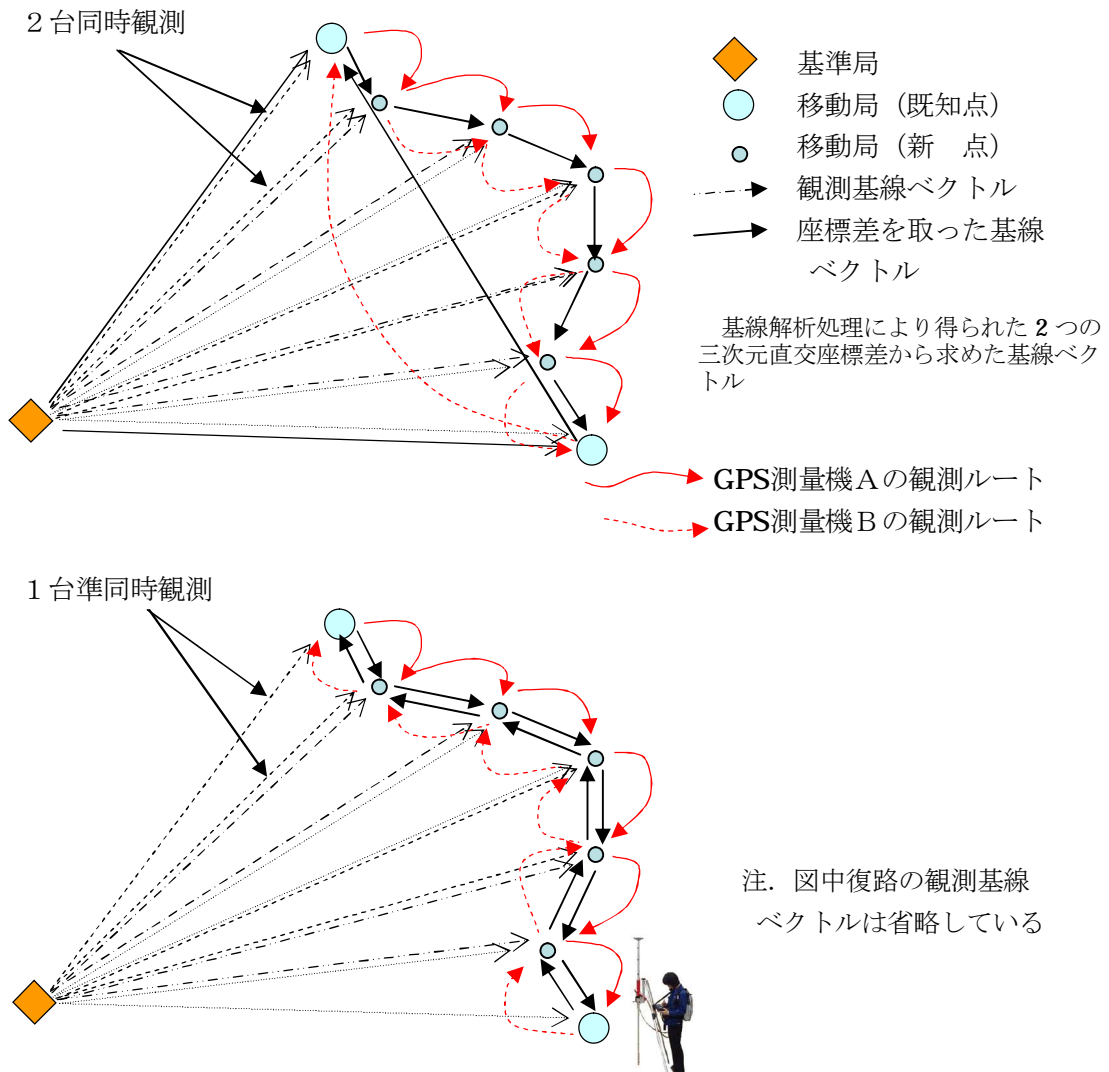 ２台同時観測
基準局
移動局（既知点）
移動局（新　点）
観測基線ベクトル
座標差を取った基線
ベクトル
基線解析処理により得られた 2 つの
三次元直交座標差から求めた基線ベク
トル
GPS測量機Ａの観測ルート
GPS測量機Ｂの観測ルート
１台準同時観測
注．図中復路の観測基線
ベクトルは省略している